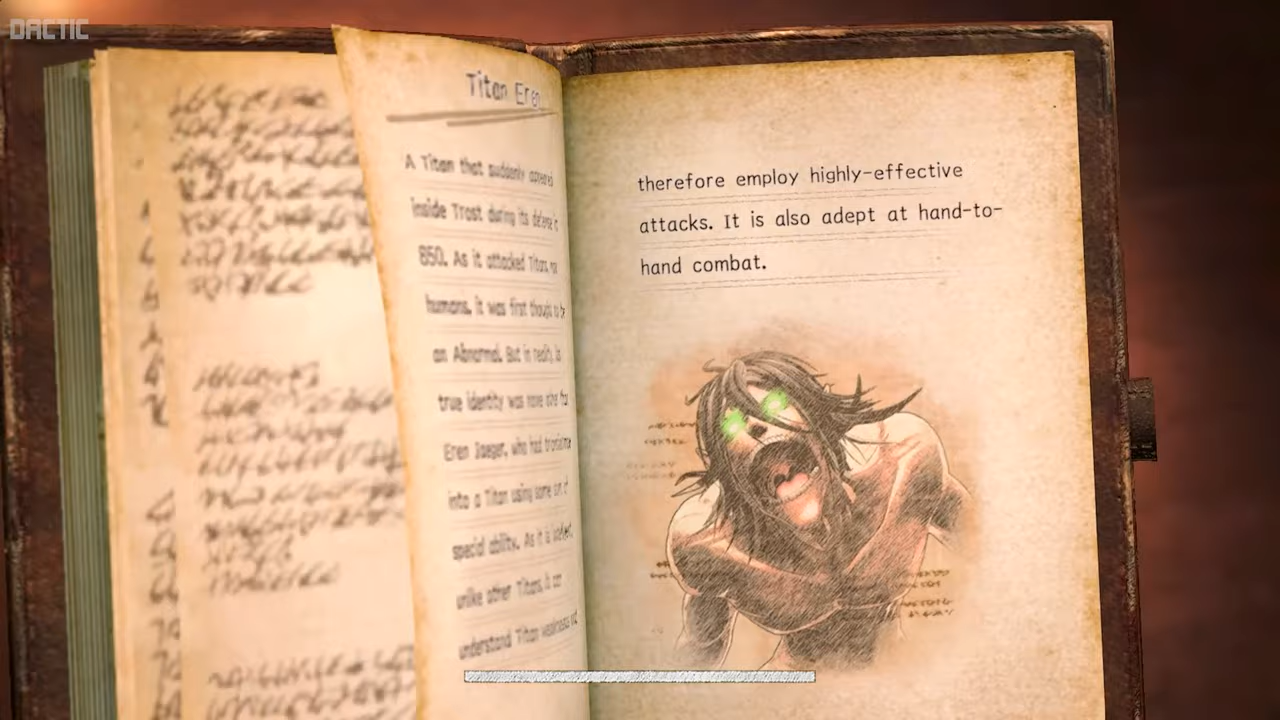 DACTIC
Titan Eren
A Titan that suddenly appeared
inside Trost during its defense in
850. As it attacked Titans, not
humans, it was first thought to be
an Abnormal. But in reality, its
true identity was none other than
Eren Jaeger, who had transformed
into a Titan using some sort of
special ability. As it is
unlike other Titans, it can
understand Titan weakness and
therefore employ highly-effective
attacks. It is also adept at hand-to-
hand combat.